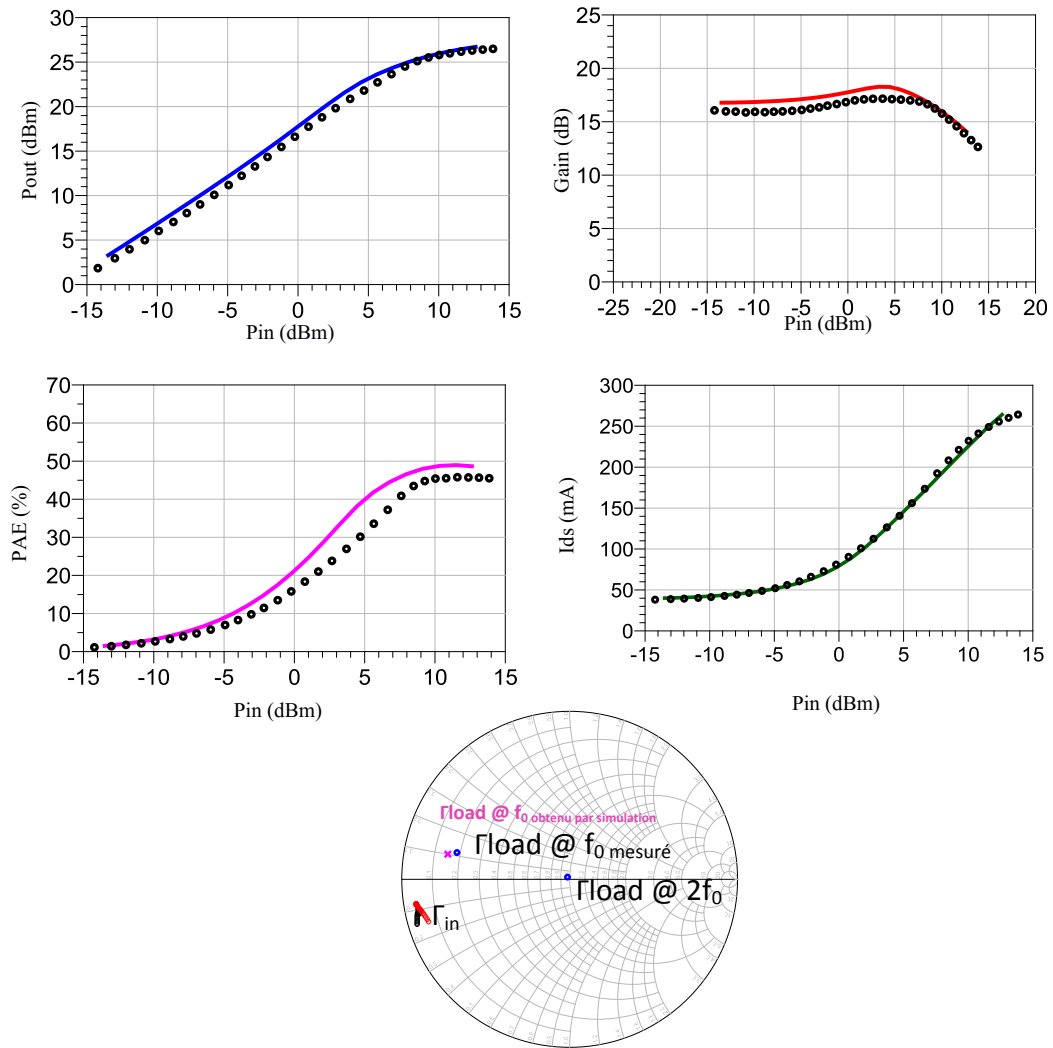 30
25
20
15
10
5
0
Pout (dBm)
-15 -10 -5 0 5 10 15
Pin (dBm)
25
20
15
10
5
0
Gain (dB)
-25 -20 -15 -10 -5 0 5 10 15 20
Pin (dBm)
70
60
50
40
30
20
10
0
PAE (%)
-15 -10 -5 0 5 10 15
Pin (dBm)
300
250
200
150
100
50
0
Ids (mA)
-15 -10 -5 0 5 10 15
Pin (dBm)
Γload @ f0 obtenu par simulation
Γload @ f0 mesuré
Γload @ 2f0
Γin